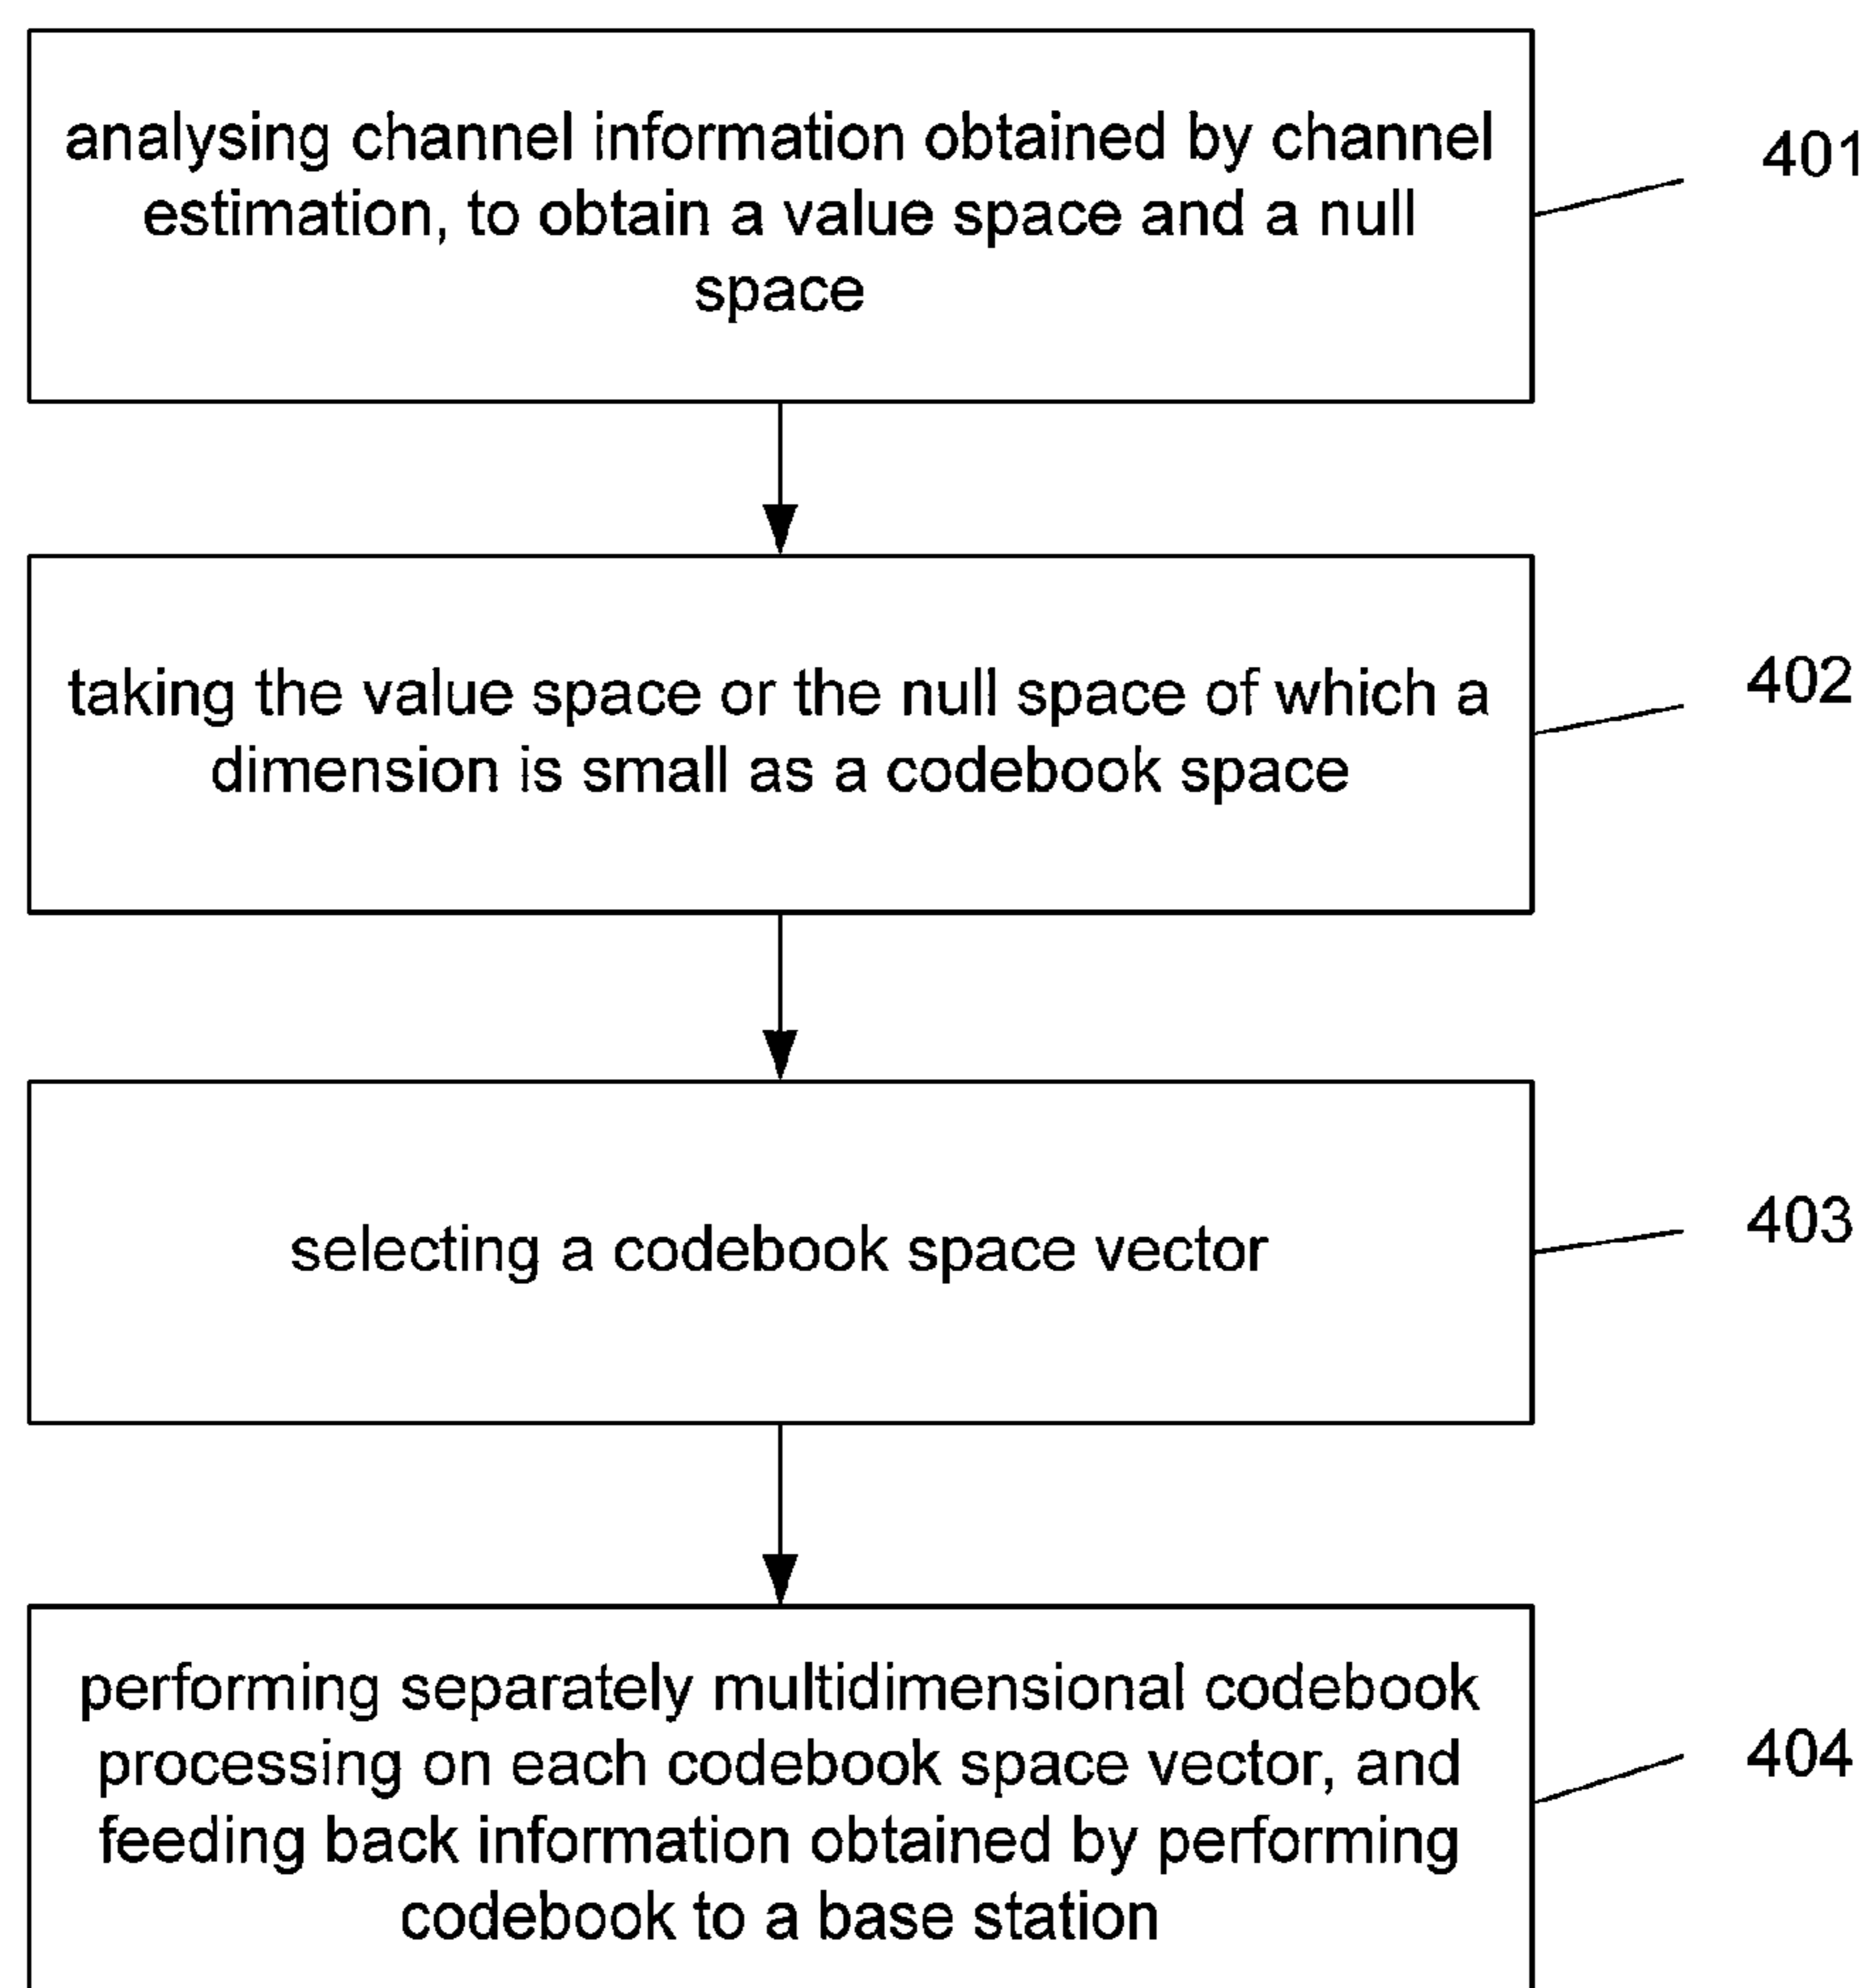 analysing channel information obtained by channel
estimation, to obtain a value space and a null
space
401
taking the value space or the null space of which a
dimension is small as a codebook space
402
selecting a codebook space vector
403
performing separately multidimensional codebook
processing on each codebook space vector, and
feeding back information obtained by performing
codebook to a base station
404